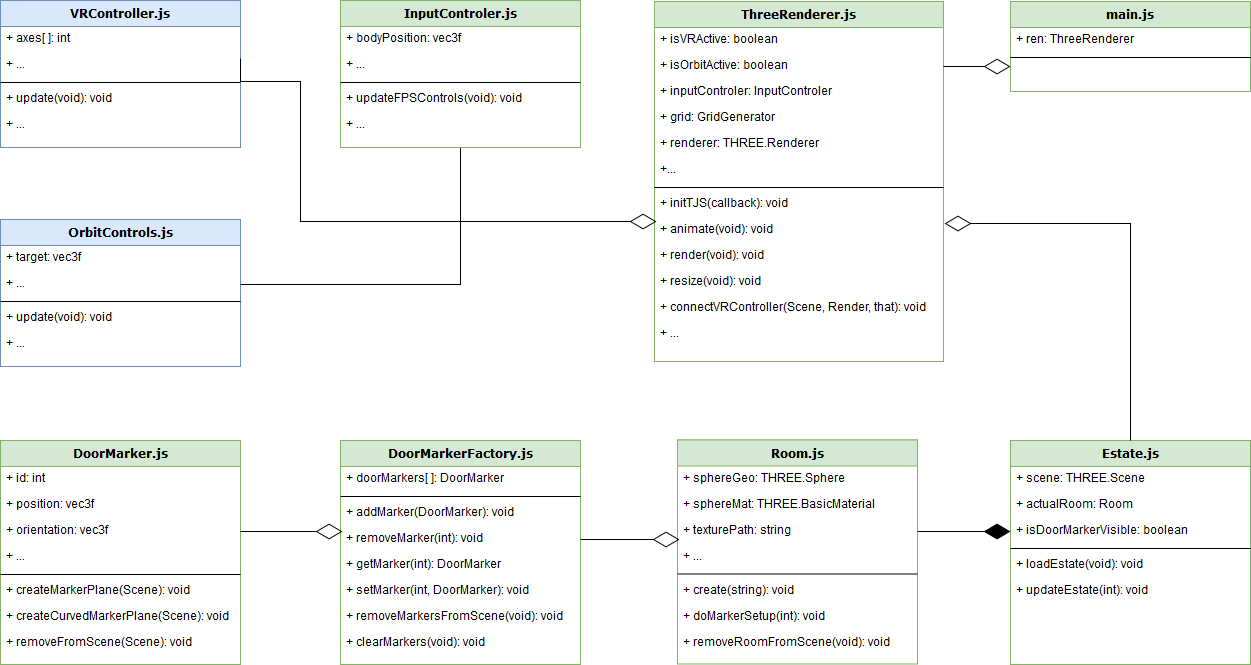 VRController.js
+ axes[ ]: int
+ ...
+ update(void): void
+ ...
InputControler.js
+ bodyPosition: vec3f
+ ...
+ updateFPSControls(void): void
+ ...
ThreeRenderer.js
+ isVRActive: boolean
+ isOrbitActive: boolean
+ inputControler: InputControler
+ grid: GridGenerator
+ renderer: THREE.Renderer
+...
+ initTJS(callback): void
+ animate(void): void
+ render(void): void
+ resize(void): void
+ connectVRController(Scene, Render, that): void
+ ...
main.js
+ ren: ThreeRenderer
OrbitControls.js
+ target: vec3f
+ ...
+ update(void): void
+ ...
DoorMarker.js
+ id: int
+ position: vec3f
+ orientation: vec3f
+ ...
+ createMarkerPlane(Scene): void
+ createCurvedMarkerPlane(Scene): void
+ removeFromScene(Scene): void
DoorMarkerFactory.js
+ doorMarkers[ ]: DoorMarker
+ addMarker(DoorMarker): void
+ removeMarker(int): void
+ getMarker(int): DoorMarker
+ setMarker(int, DoorMarker): void
+ removeMarkersFromScene(void): void
+ clearMarkers(void): void
Room.js
+ sphereGeo: THREE.Sphere
+ sphereMat: THREE.BasicMaterial
+ texturePath: string
+ ...
+ create(string): void
+ doMarkerSetup(int): void
+ removeRoomFromScene(void): void
Estate.js
+ scene: THREE.Scene
+ actualRoom: Room
+ isDoorMarkerVisible: boolean
+ loadEstate(void): void
+ updateEstate(int): void